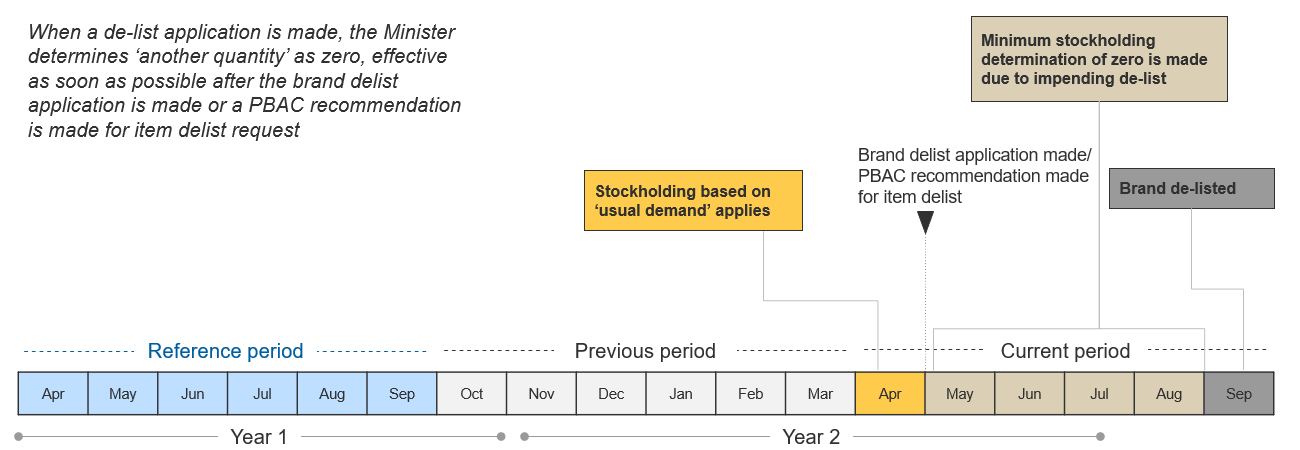 When a de-list application is made, the Minister
determines ‘another quantity’ as zero, effective
as soon as possible after the brand delist
application is made or a PBAC recommendation
is made for item delist request
Minimum stockholding
determination of zero is made
due to impending de-list
Brand delist application made/
PBAC recommendation made
for item delist
Stockholding based on
‘usual demand’ applies
Brand de-listed
Reference period
Previous period
Current period
Apr May Jun Jul Aug Sep Oct Nov Dec Jan Feb Mar Apr May Jun Jul Aug Sep
Year 1
Year 2